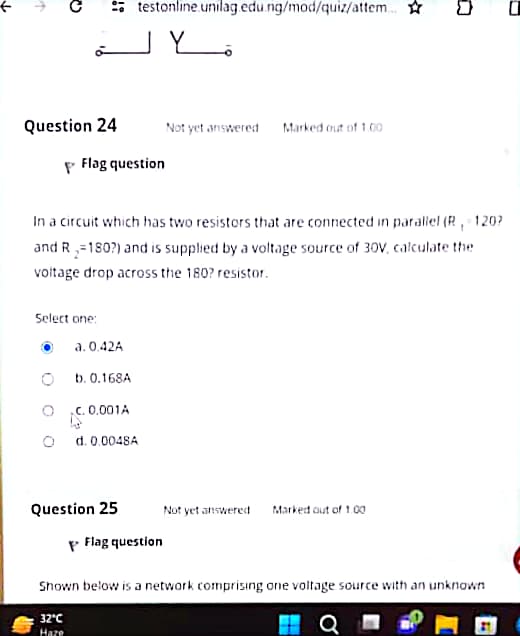 testonline.unilag.edu.ng/mod/quiz/attem...
Question 24 Not yet answered Marked out of 1.00
Flag question
In a circuit which has two resistors that are connected in parallel (R 1=120?
and R 2=180?) and is supplied by a voltage source of 30V, calculate the
voltage drop across the 180? resistor.
Select one:
a. 0.42A
b. 0.168A
c. 0.001A
d. 0.0048A
Question 25 Not yet answered Marked out of 1.00
Flag question
Shown below is a network comprising one voltage source with an unknown
32°C
Haze
1